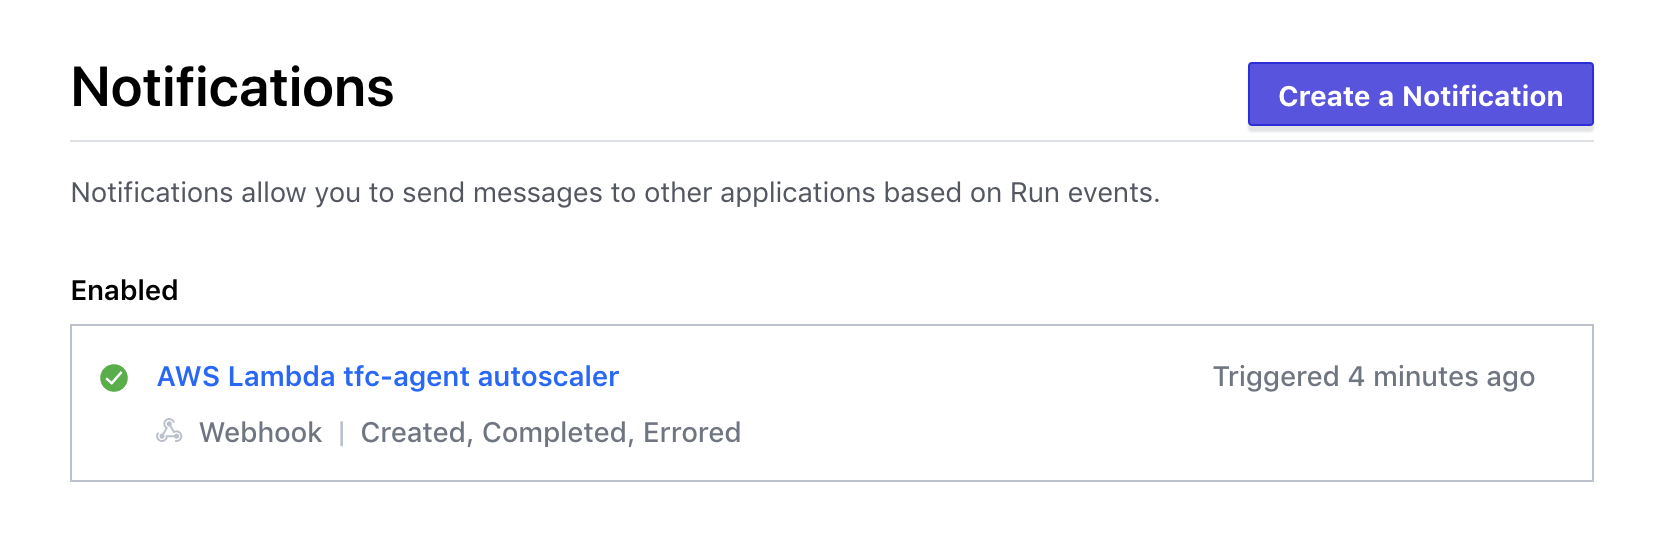 Notifications
Create a Notification
Notifications allow you to send messages to other applications based on Run events.
Enabled
AWS Lambda tfc-agent autoscaler
Triggered 4 minutes ago
Webhook | Created, Completed, Errored